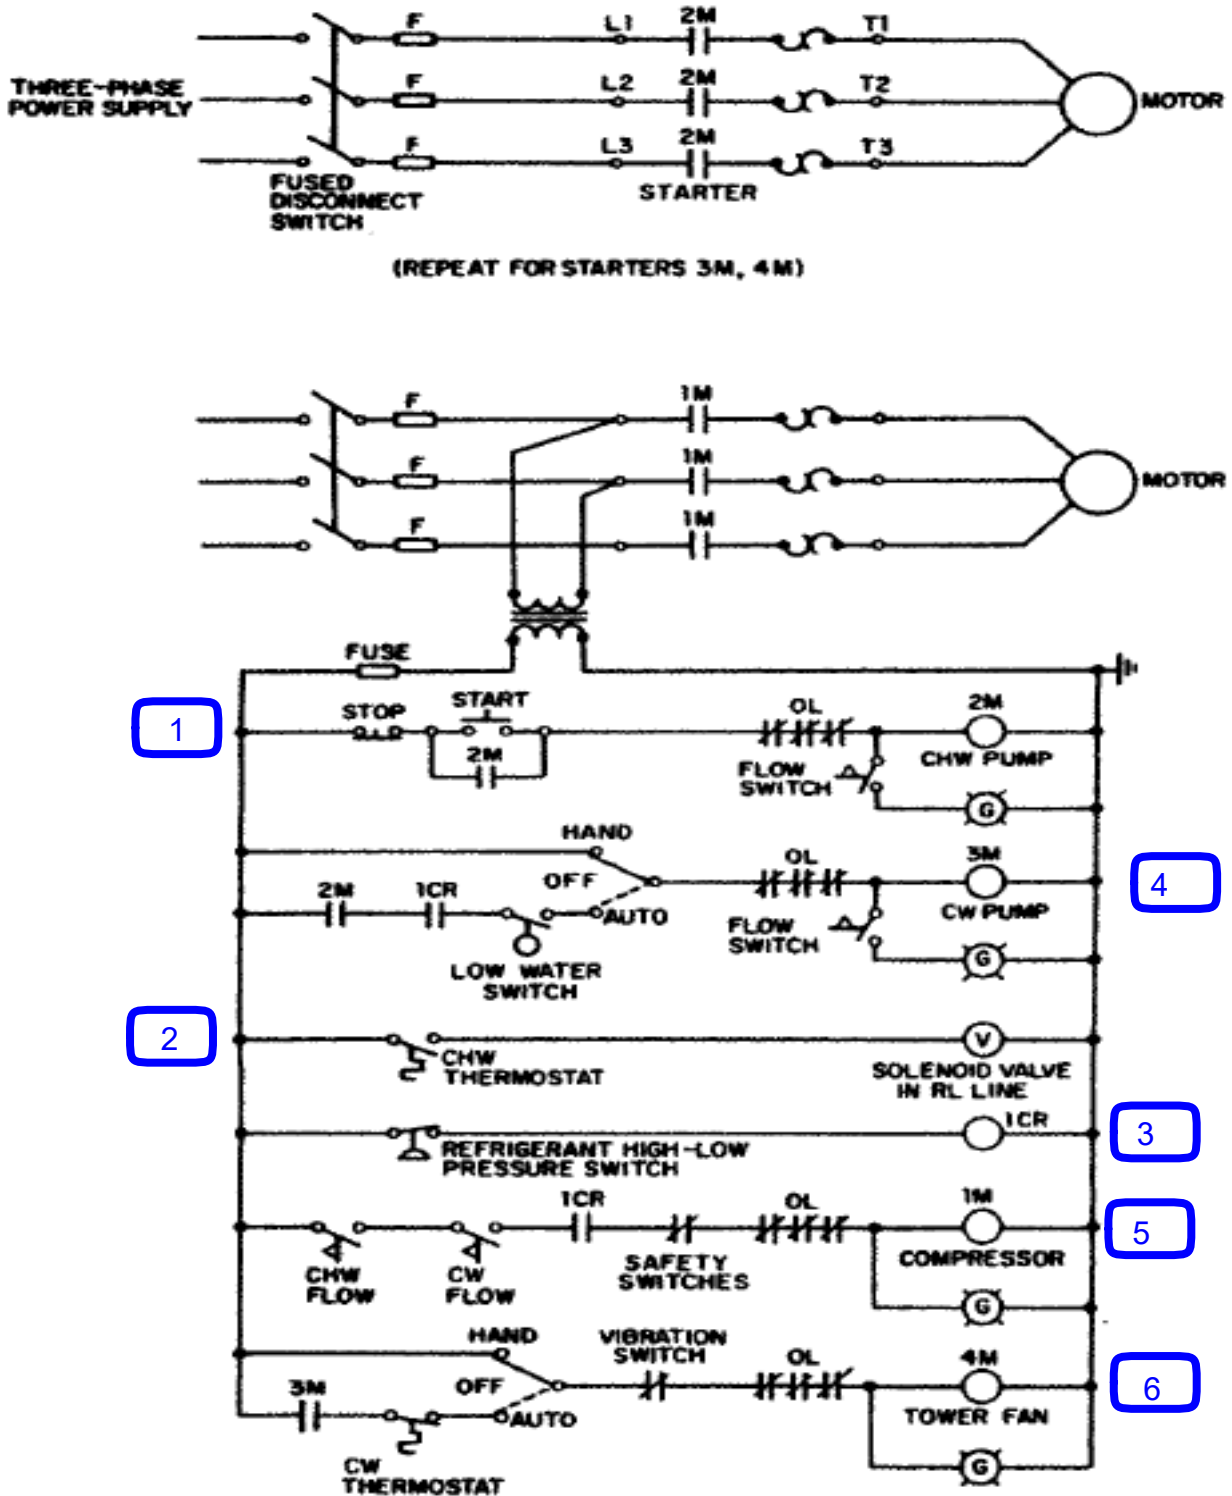 F L1 2M T1
THREE-PHASE
POWER SUPPLY
F L2 2M T2
MOTOR
F L3 2M T3
FUSED
DISCONNECT
SWITCH
STARTER
(REPEAT FOR STARTERS 3M, 4M)
F 1M
F 1M
MOTOR
F 1M
FUSE
1
STOP START OL 2M
2M
CHW PUMP
FLOW
SWITCH
G
HAND
OFF OL 3M
4
2M 1CR AUTO
CW PUMP
FLOW
SWITCH
G
LOW WATER
SWITCH
2
V
CHW
THERMOSTAT
SOLENOID VALVE
IN RL LINE
1CR
3
REFRIGERANT HIGH-LOW
PRESSURE SWITCH
1CR OL 1M
5
CHW
FLOW
CW
FLOW
SAFETY
SWITCHES
COMPRESSOR
G
HAND
VIBRATION
SWITCH
OL 4M
OFF
6
3M AUTO
TOWER FAN
CW
THERMOSTAT
G